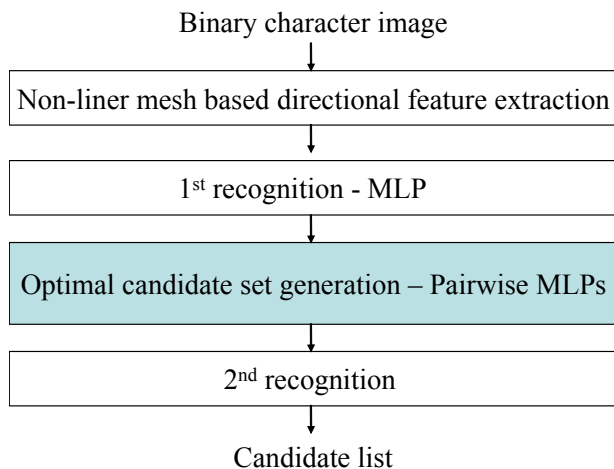 Binary character image
Non-liner mesh based directional feature extraction
1st recognition - MLP
Optimal candidate set generation – Pairwise MLPs
2nd recognition
Candidate list